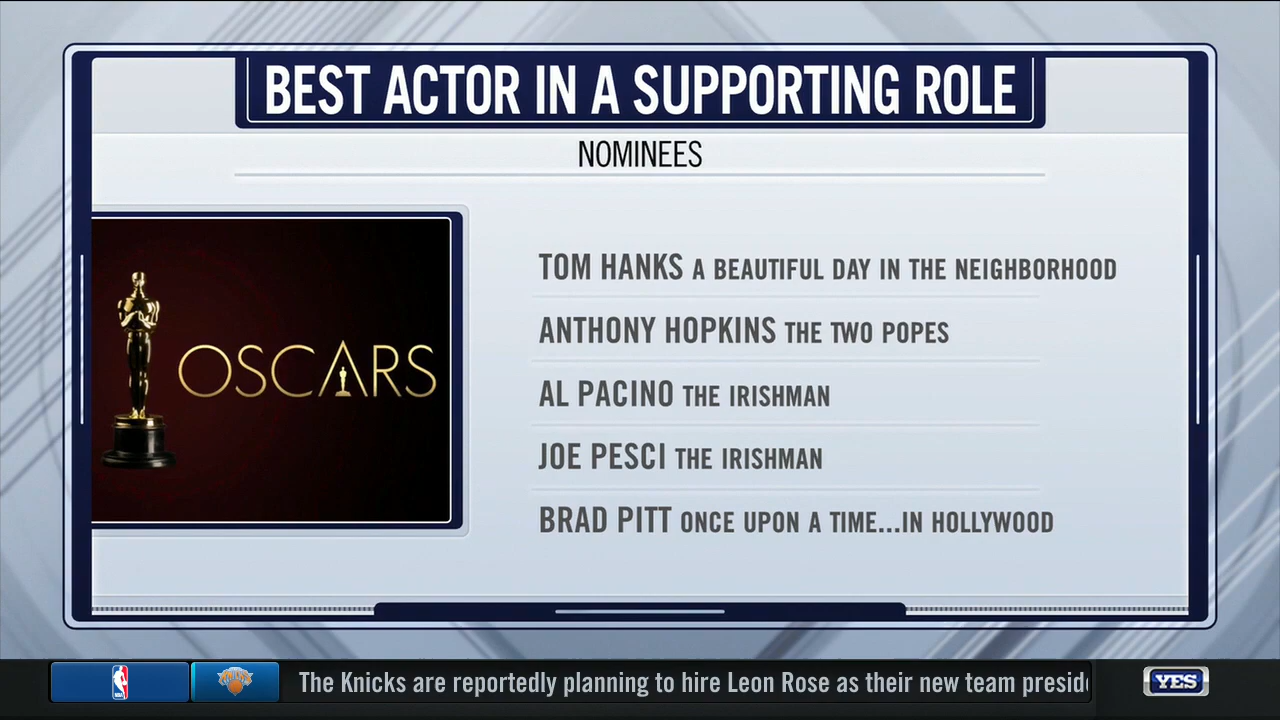 BEST ACTOR IN A SUPPORTING ROLE
NOMINEES
OSCARS
TOM HANKS A BEAUTIFUL DAY IN THE NEIGHBORHOOD
ANTHONY HOPKINS THE TWO POPES
AL PACINO THE IRISHMAN
JOE PESCI THE IRISHMAN
BRAD PITT ONCE UPON A TIME...IN HOLLYWOOD
NBA
The Knicks are reportedly planning to hire Leon Rose as their new team presid
YES